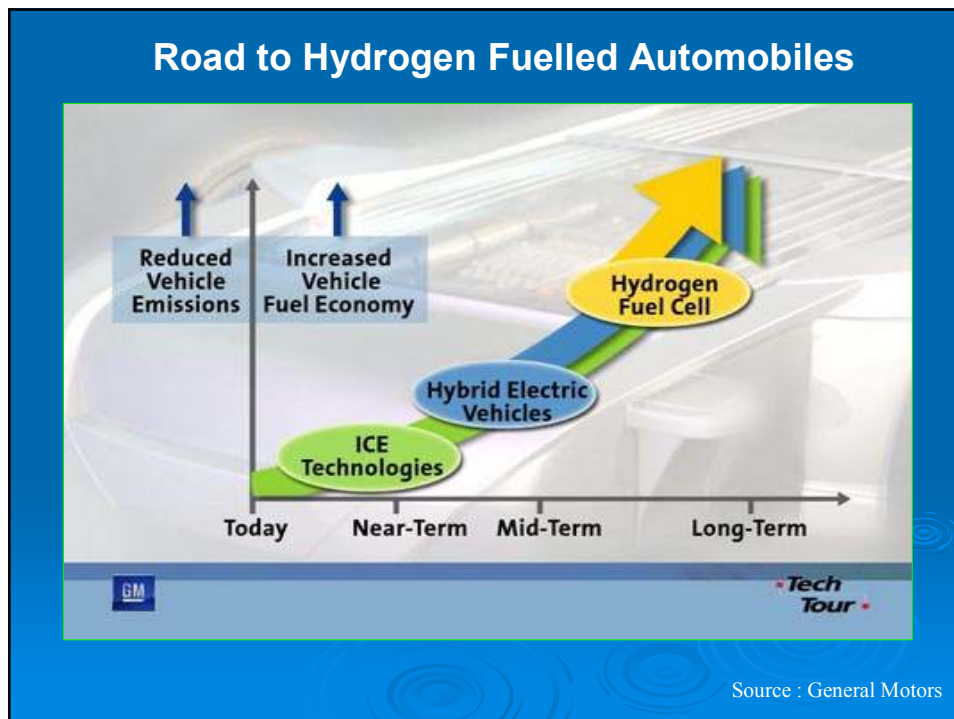 Road to Hydrogen Fuelled Automobiles
Reduced
Vehicle
Emissions
Increased
Vehicle
Fuel Economy
Hydrogen
Fuel Cell
Hybrid Electric
Vehicles
ICE
Technologies
Today
Near-Term
Mid-Term
Long-Term
GM
Tech
Tour
Source : General Motors